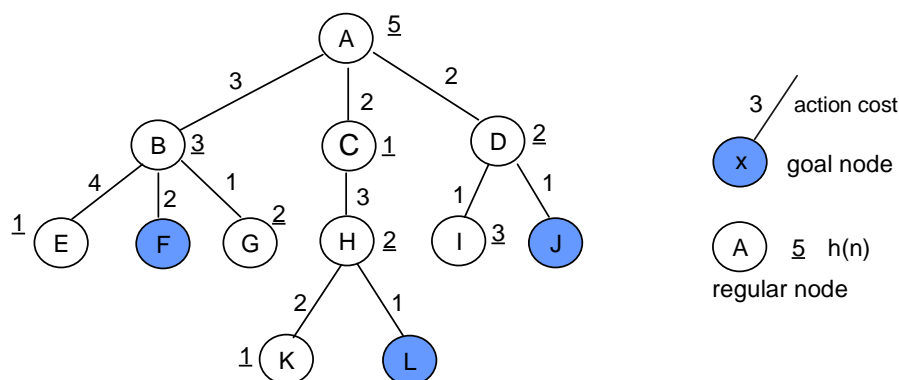 A 5
3 2 2
B 3 C 1 D 2
4 2 1 3 1 1
1 E F G 2 H 2 I 3 J
2 1
1 K L
3 action cost
x goal node
A 5 h(n)
regular node